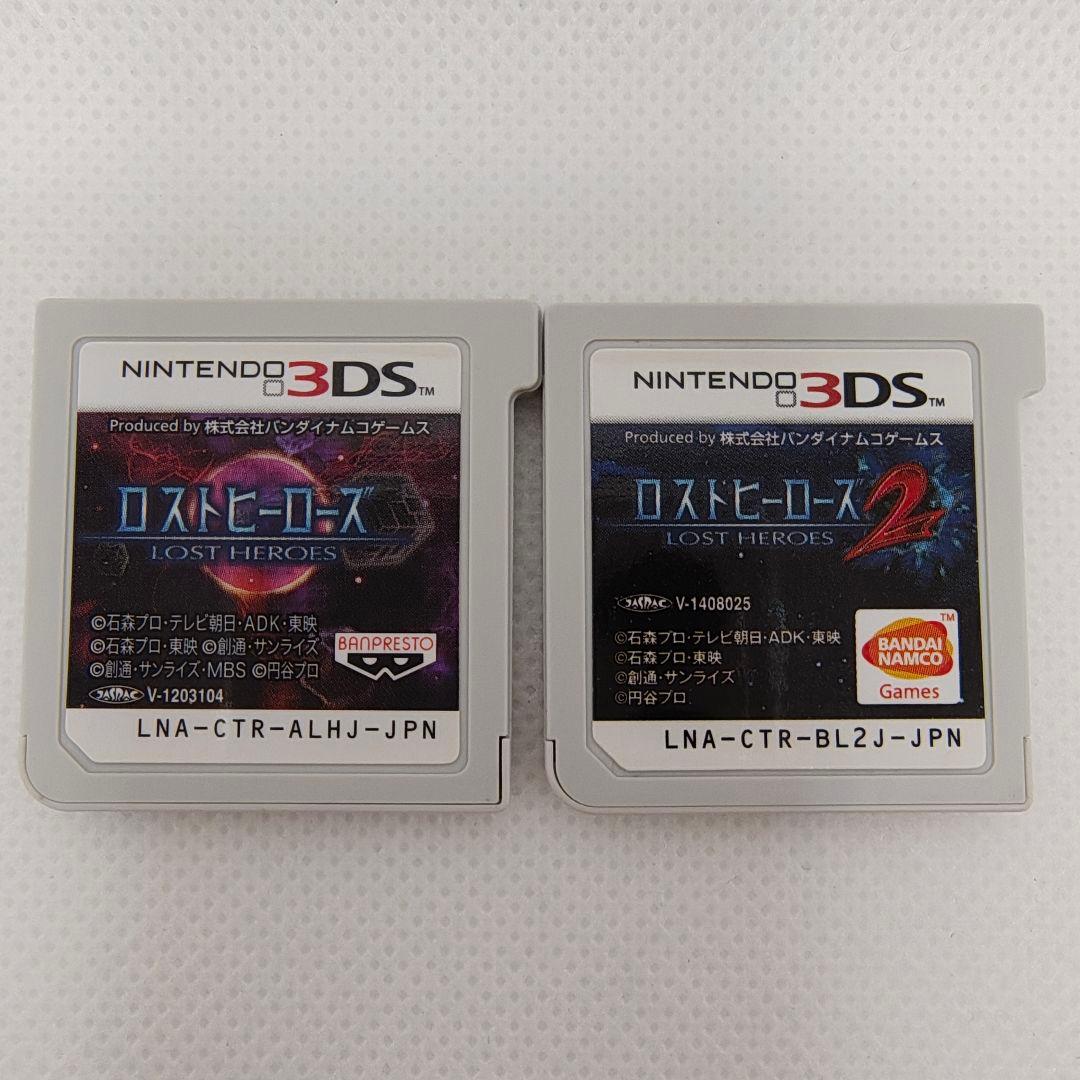 NINTENDO 3DS™
Produced by 株式会社バンダイナムコゲームス
ロストヒーローズ
LOST HEROES
©石森プロ・テレビ朝日・ADK・東映
©石森プロ・東映 ©創通・サンライズ
©創通・サンライズ・MBS ©円谷プロ
BANPRESTO
JASRAC V-1203104
LNA-CTR-ALHJ-JPN
NINTENDO 3DS™
Produced by 株式会社バンダイナムコゲームス
ロストヒーローズ2
LOST HEROES
JASRAC V-1408025
©石森プロ・テレビ朝日・ADK・東映
©石森プロ・東映
©創通・サンライズ
©円谷プロ
BANDAI
NAMCO
™
Games
LNA-CTR-BL2J-JPN